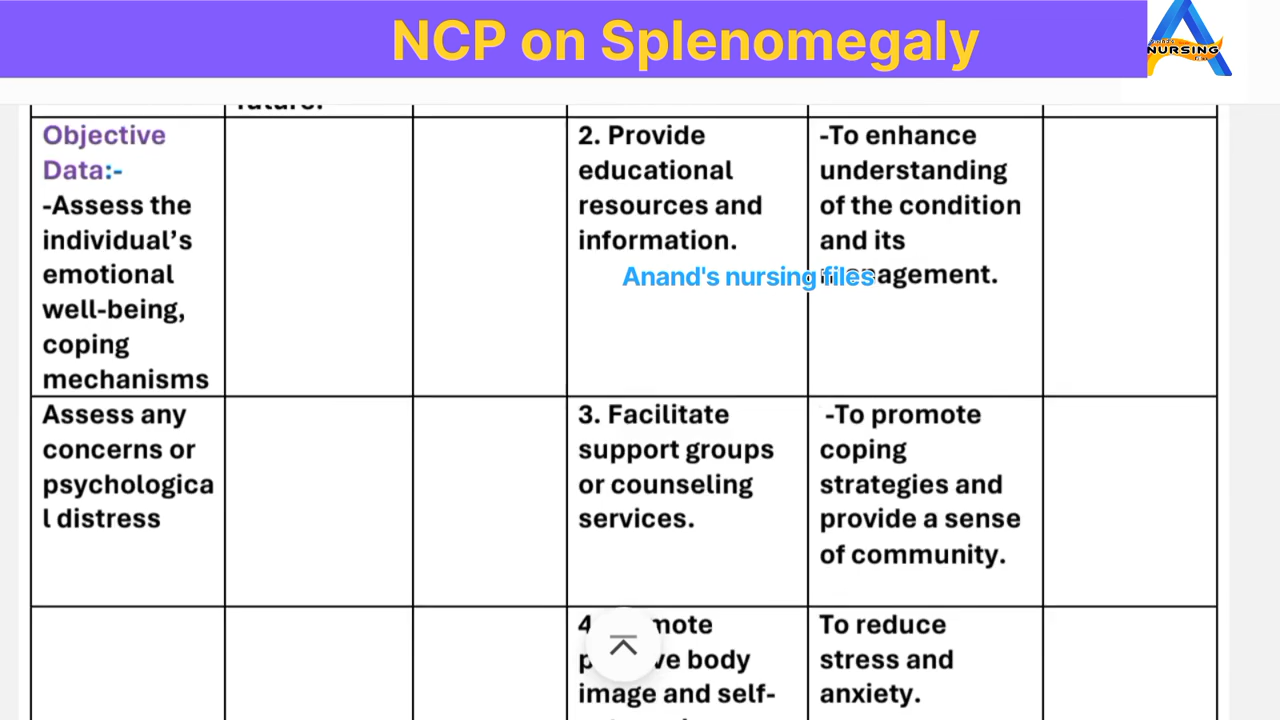 NCP on Splenomegaly
NURSING
future.
Objective
Data:-
-Assess the
individual’s
emotional
well-being,
coping
mechanisms
2. Provide
educational
resources and
information.
-To enhance
understanding
of the condition
and its
management.
Anand's nursing files
Assess any
concerns or
psychologica
l distress
3. Facilitate
support groups
or counseling
services.
-To promote
coping
strategies and
provide a sense
of community.
body
image and self-
To reduce
stress and
anxiety.